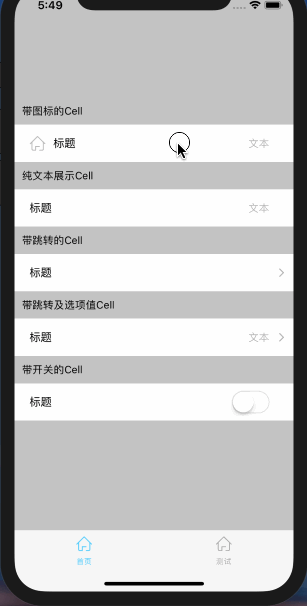 5:49
带图标的Cell
标题 文本
纯文本展示Cell
标题 文本
带跳转的Cell
标题
带跳转及选项值Cell
标题 文本
带开关的Cell
标题
首页 测试